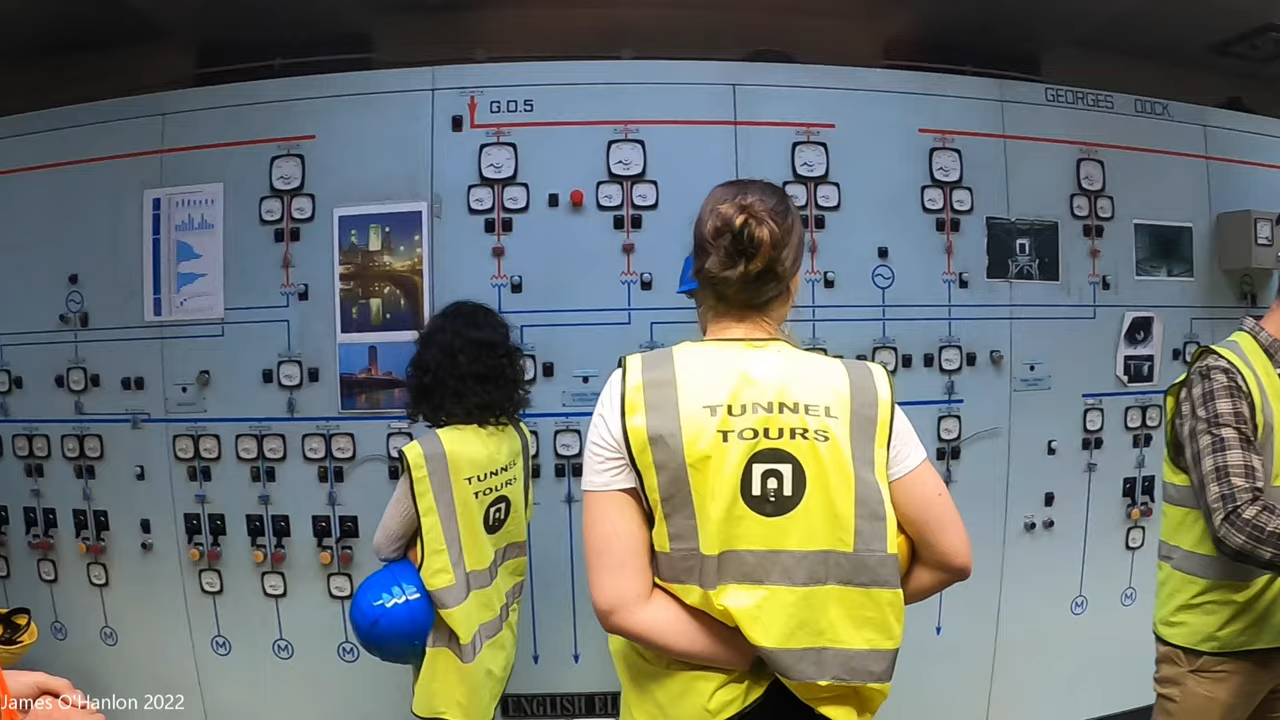 G.D.5
GEORGES DOCK
TUNNEL
TOURS
TUNNEL
TOURS
M
M
M
M
M
M
M
ENGLISH EL
James O'Hanlon 2022